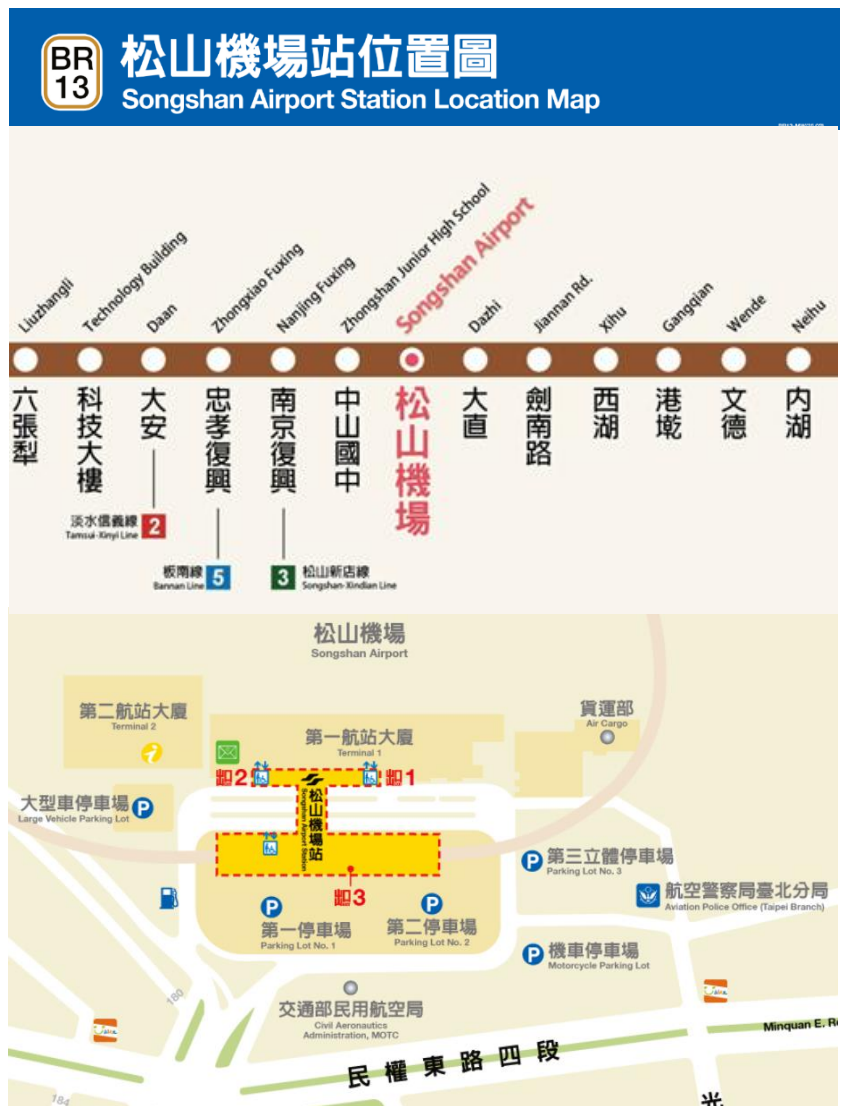 BR
13
松山機場站位置圖
Songshan Airport Station Location Map
Liuzhangli
Technology Building
Daan
Zhongxiao Fuxing
Nanjing Fuxing
Zhongshan Junior High School
Songshan Airport
Dazhi
Jiannan Rd.
Xihu
Gangqian
Wende
Neihu
六張犁
科技大樓
大安
忠孝復興
南京復興
中山國中
松山機場
大直
劍南路
西湖
港墘
文德
內湖
淡水信義線
Tamsui-Xinyi Line
2
板南線
Bannan Line
5
3
松山新店線
Songshan-Xindian Line
松山機場
Songshan Airport
第二航站大廈
Terminal 2
第一航站大廈
Terminal 1
貨運部
Air Cargo
出口2
出口1
松山機場站
Songshan Airport Station
大型車停車場
Large Vehicle Parking Lot
P
出口3
P
第三立體停車場
Parking Lot No. 3
航空警察局臺北分局
Aviation Police Office (Taipei Branch)
P
第一停車場
Parking Lot No. 1
P
第二停車場
Parking Lot No. 2
P
機車停車場
Motorcycle Parking Lot
180
交通部民用航空局
Civil Aeronautics
Administration, MOTC
Minquan E. R
民權東路四段
184
光